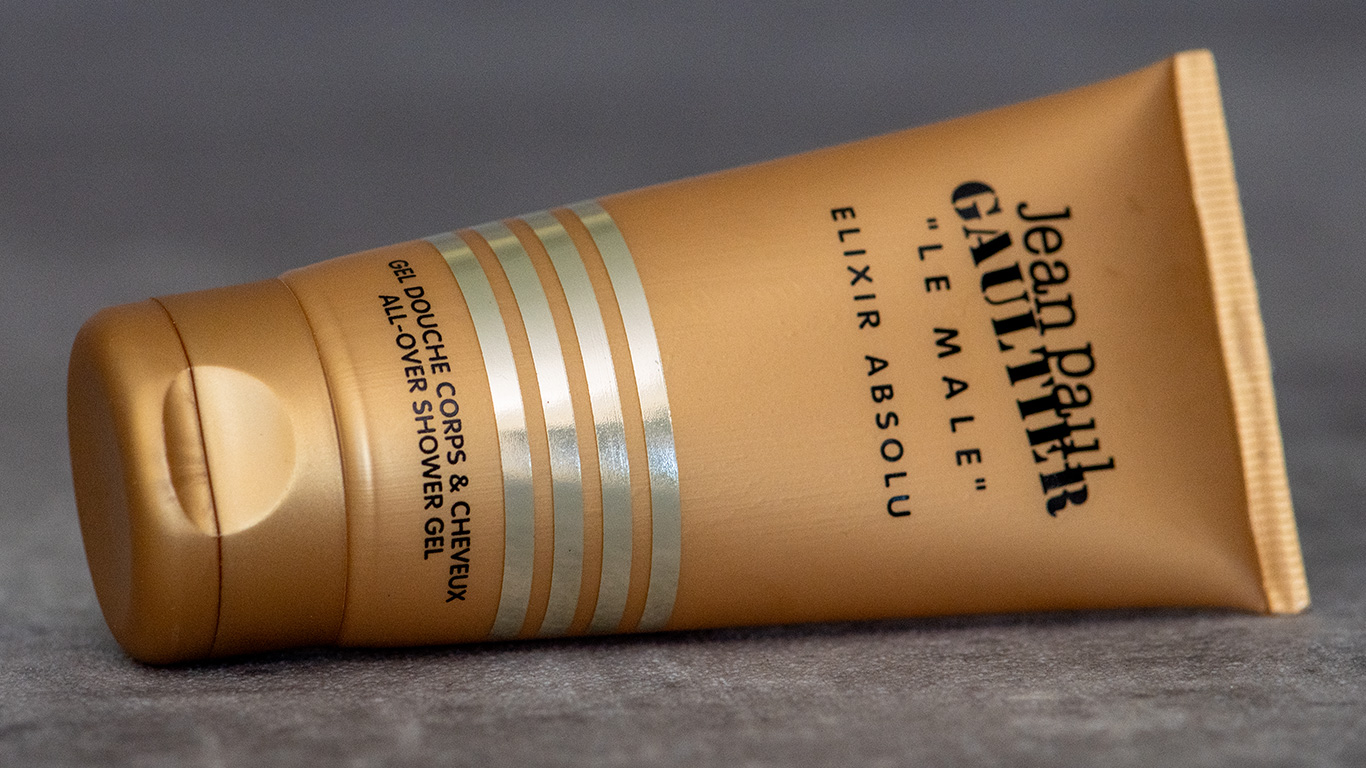 Jean Paul
GAULTIER
"LE MALE"
ELIXIR ABSOLU
GEL DOUCHE CORPS & CHEVEUX
ALL-OVER SHOWER GEL